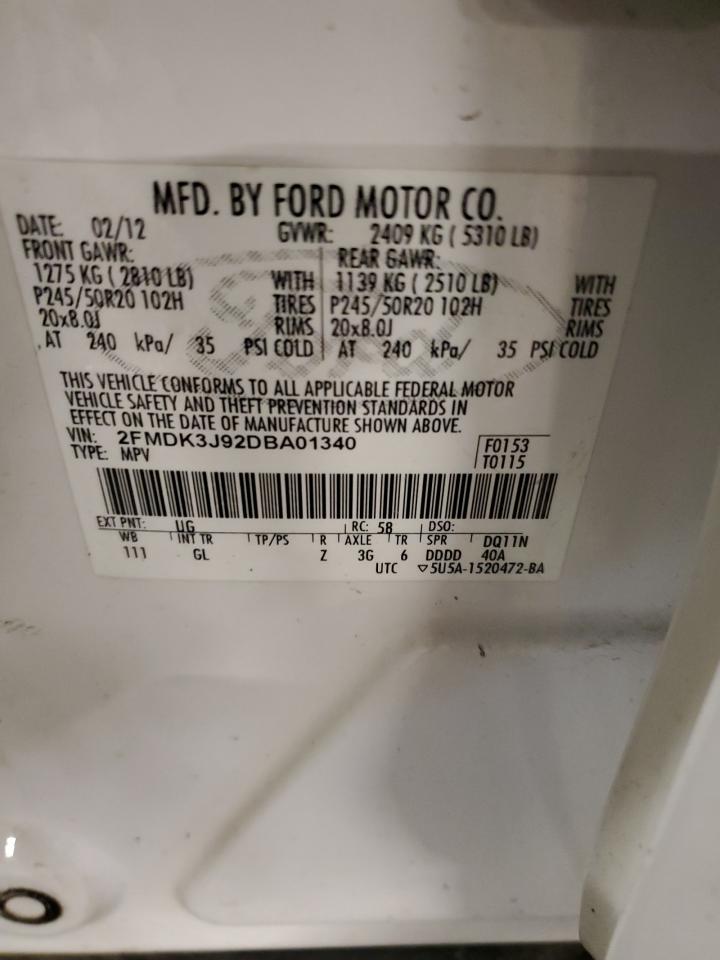 MFD. BY FORD MOTOR CO.
DATE: 02/12 GVWR: 2409 KG ( 5310 LB)
FRONT GAWR: REAR GAWR:
1275 KG ( 2810 LB) WITH 1139 KG ( 2510 LB) WITH
P245/50R20 102H TIRES P245/50R20 102H TIRES
20x8.0J RIMS 20x8.0J RIMS
AT 240 kPa/ 35 PSI COLD AT 240 kPa/ 35 PSI COLD
THIS VEHICLE CONFORMS TO ALL APPLICABLE FEDERAL MOTOR
VEHICLE SAFETY AND THEFT PREVENTION STANDARDS IN
EFFECT ON THE DATE OF MANUFACTURE SHOWN ABOVE.
VIN: 2FMDK3J92DBA01340 F0153
TYPE: MPV T0115
EXT PNT: UG RC: 58 DSO:
WB INT TR TP/PS R AXLE TR SPR DQ11N
111 GL Z 3G 6 DDDD 40A
UTC ▽5U5A-1520472-BA